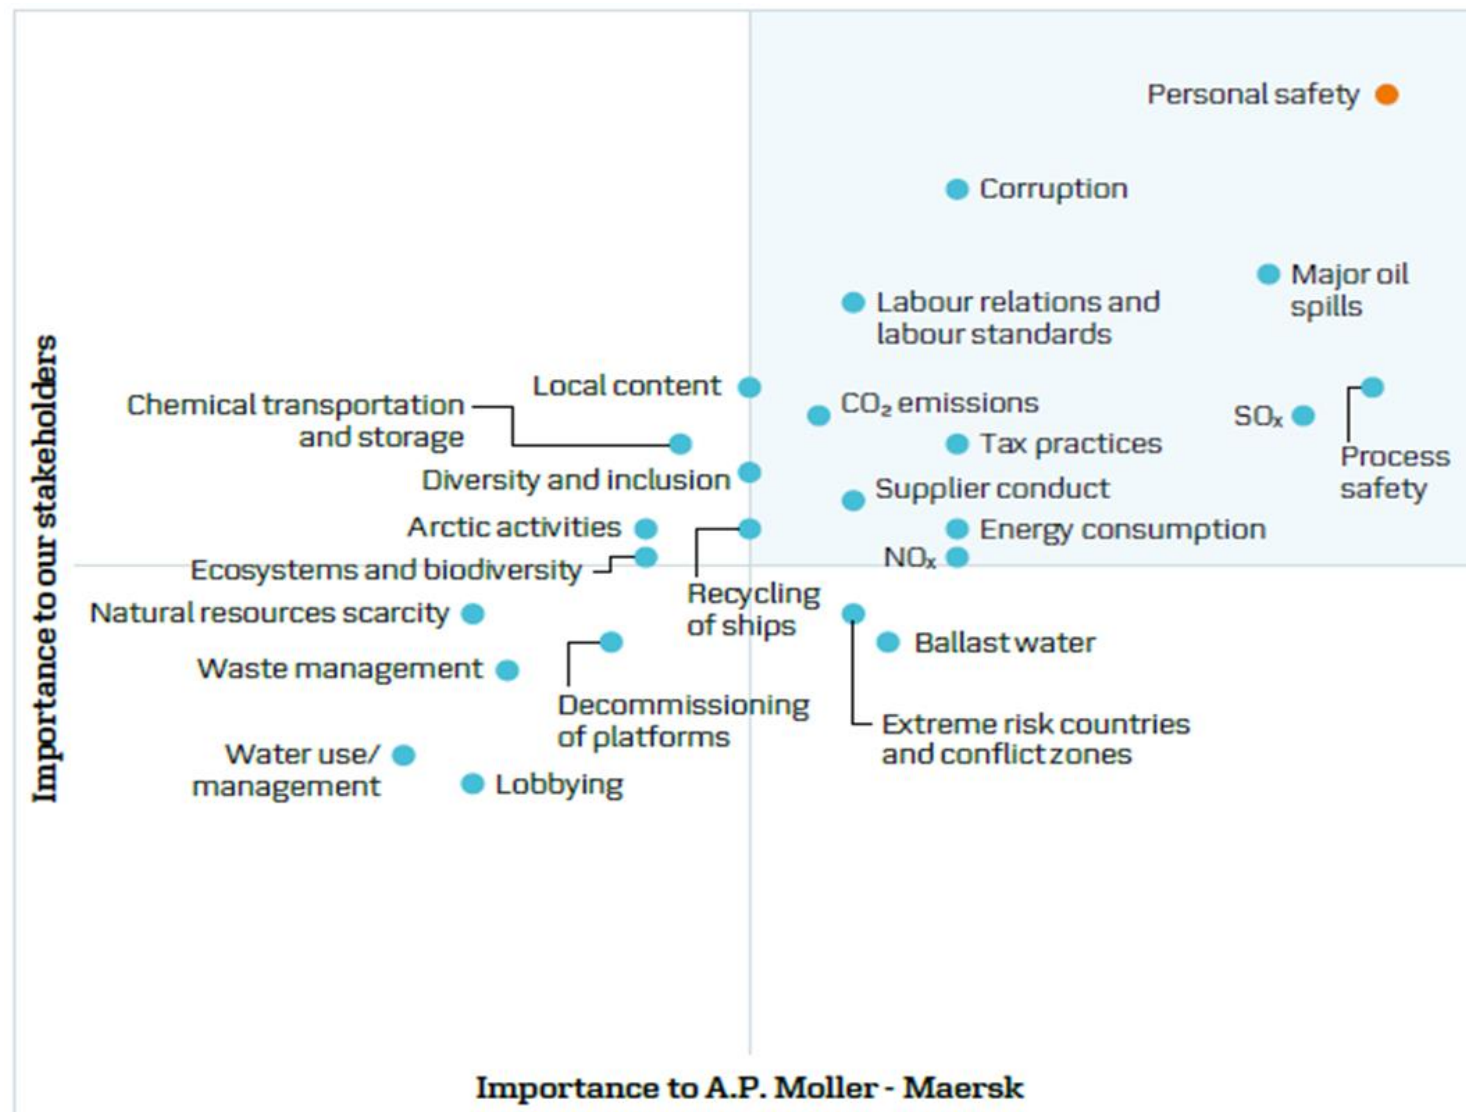 Personal safety
Corruption
Major oil
spills
Labour relations and
labour standards
Local content
Chemical transportation
and storage
CO₂ emissions
SOₓ
Tax practices
Process
safety
Diversity and inclusion
Supplier conduct
Arctic activities
Energy consumption
Ecosystems and biodiversity
NOₓ
Recycling
of ships
Natural resources scarcity
Ballast water
Waste management
Decommissioning
of platforms
Extreme risk countries
and conflict zones
Water use/
management
Lobbying
Importance to our stakeholders
Importance to A.P. Moller - Maersk